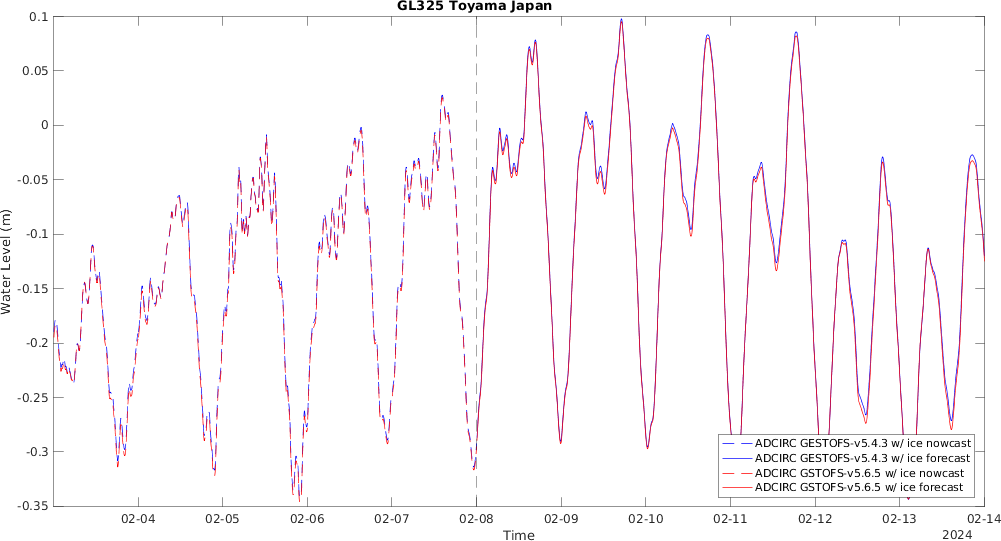 GL325 Toyama Japan
Water Level (m)
0.1
0.05
0
-0.05
-0.1
-0.15
-0.2
-0.25
-0.3
-0.35
ADCIRC GESTOFS-v5.4.3 w/ ice nowcast
ADCIRC GESTOFS-v5.4.3 w/ ice forecast
ADCIRC GSTOFS-v5.6.5 w/ ice nowcast
ADCIRC GSTOFS-v5.6.5 w/ ice forecast
02-04 02-05 02-06 02-07 02-08 02-09 02-10 02-11 02-12 02-13 02-14
Time
2024